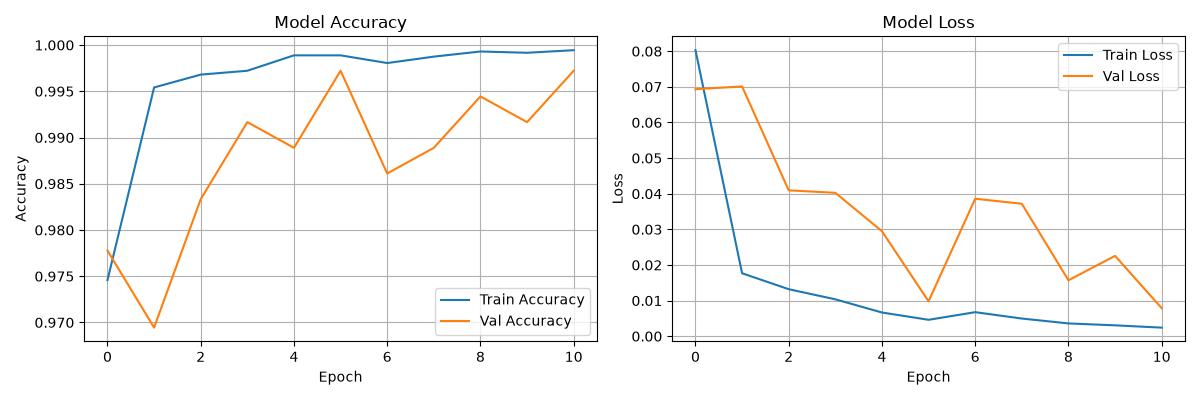 Model Accuracy
1.000
0.995
0.990
0.985
0.980
0.975
0.970
Accuracy
0 2 4 6 8 10
Epoch
Train Accuracy
Val Accuracy
Model Loss
0.08
0.07
0.06
0.05
0.04
0.03
0.02
0.01
0.00
Loss
0 2 4 6 8 10
Epoch
Train Loss
Val Loss